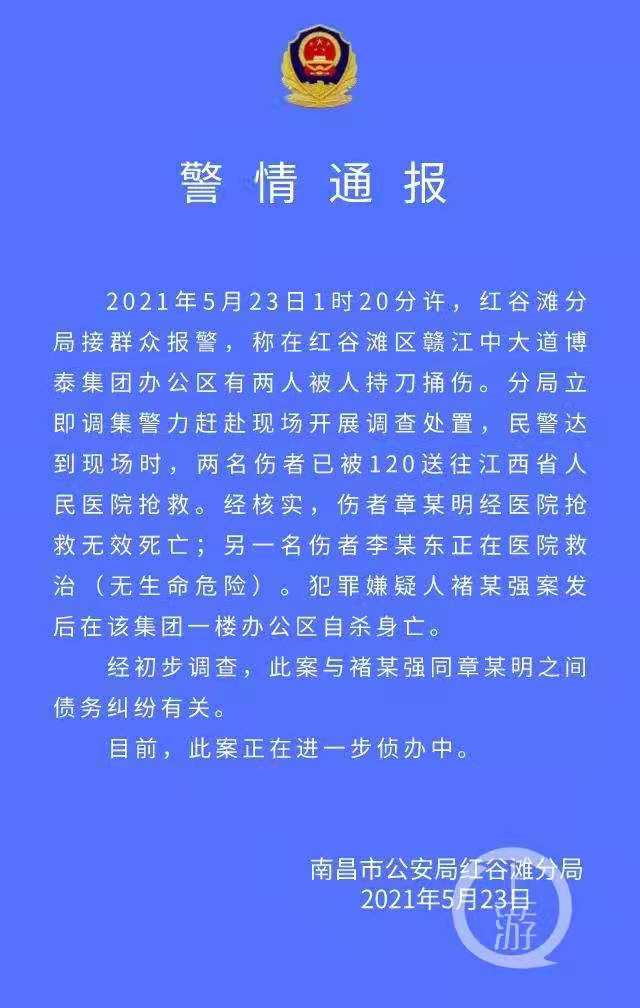 警情通报
2021年5月23日1时20分许，红谷滩分
局接群众报警，称在红谷滩区赣江中大道博
泰集团办公区有两人被人持刀捅伤。分局立
即调集警力赶赴现场开展调查处置，民警达
到现场时，两名伤者已被120送往江西省人
民医院抢救。经核实，伤者章某明经医院抢
救无效死亡；另一名伤者李某东正在医院救
治（无生命危险）。犯罪嫌疑人褚某强案发
后在该集团一楼办公区自杀身亡。
经初步调查，此案与褚某强同章某明之间
债务纠纷有关。
目前，此案正在进一步侦办中。
南昌市公安局红谷滩分局
2021年5月23日
上游